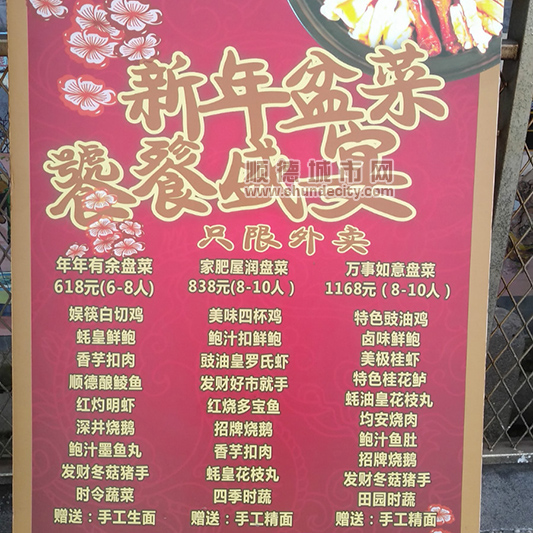 新年盆菜
饕餮盛宴
顺德城市网
www.shundecity.com
只限外卖
年年有余盘菜
618元(6-8人)
娱筷白切鸡
蚝皇鲜鲍
香芋扣肉
顺德酿鲮鱼
红灼明虾
深井烧鹅
鲍汁墨鱼丸
发财冬菇猪手
时令蔬菜
赠送：手工生面
家肥屋润盘菜
838元(8-10人)
美味四杯鸡
鲍汁扣鲜鲍
豉油皇罗氏虾
发财好市就手
红烧多宝鱼
招牌烧鹅
香芋扣肉
蚝皇花枝丸
四季时蔬
赠送：手工精面
万事如意盘菜
1168元(8-10人)
特色豉油鸡
卤味鲜鲍
美极桂虾
特色桂花鲈
蚝油皇花枝丸
均安烧肉
鲍汁鱼肚
招牌烧鹅
发财冬菇猪手
田园时蔬
赠送：手工精面